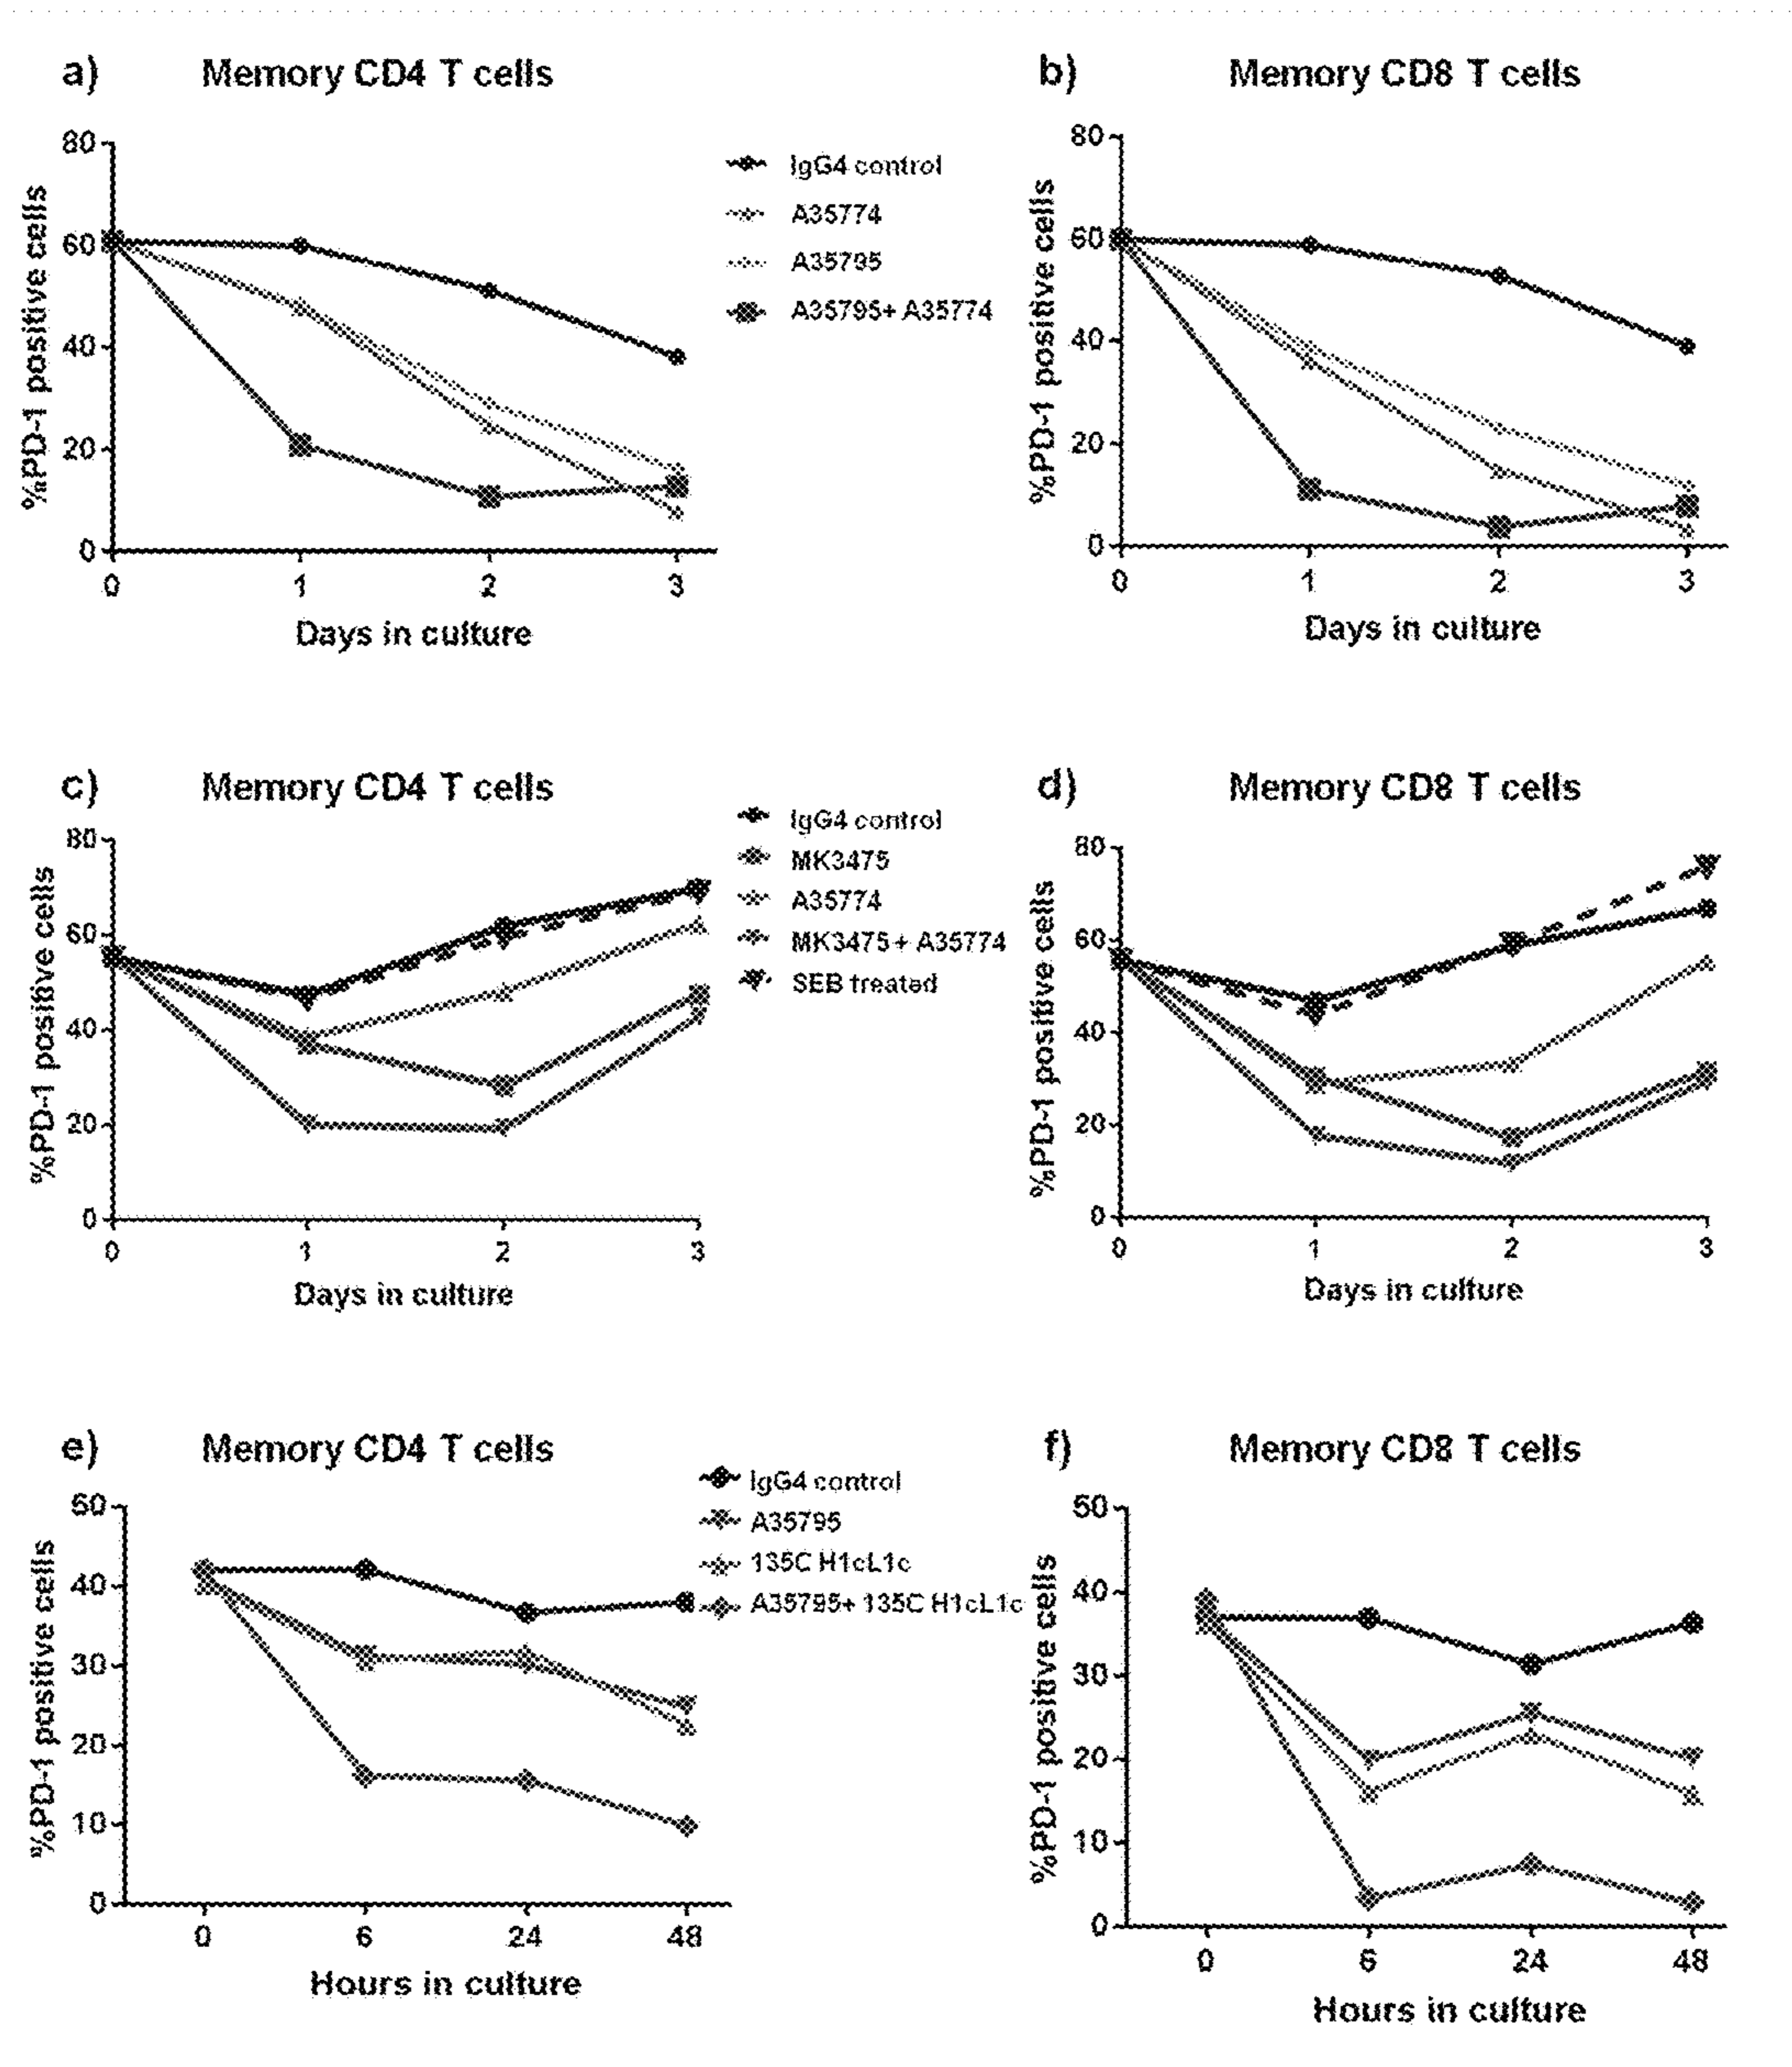 a) Memory CD4 T cells
%PD-1 positive cells
80
60
40
20
0
0 1 2 3
Days in culture
IgG4 control
A35774
A35795
A35795+ A35774
b) Memory CD8 T cells
%PD-1 positive cells
80
60
40
20
0
0 1 2 3
Days in culture
c) Memory CD4 T cells
%PD-1 positive cells
80
60
40
20
0
0 1 2 3
Days in culture
IgG4 control
MK3475
A35774
MK3475+ A35774
SEB treated
d) Memory CD8 T cells
%PD-1 positive cells
80
60
40
20
0
0 1 2 3
Days in culture
e) Memory CD4 T cells
%PD-1 positive cells
50
40
30
20
10
0
0 6 24 48
Hours in culture
IgG4 control
A35795
135C H1cL1c
A35795+ 135C H1cL1c
f) Memory CD8 T cells
%PD-1 positive cells
50
40
30
20
10
0
0 6 24 48
Hours in culture